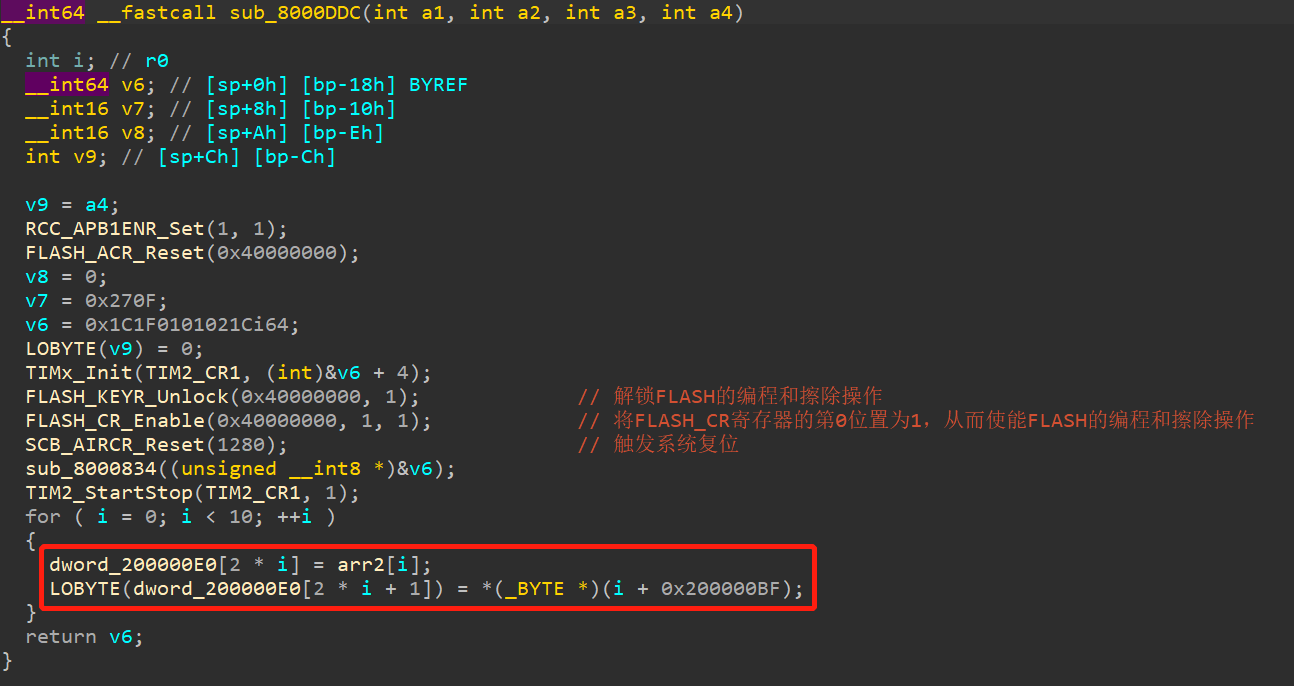 __int64 __fastcall sub_8000DDC(int a1, int a2, int a3, int a4)
{
  int i; // r0
  __int64 v6; // [sp+0h] [bp-18h] BYREF
  __int16 v7; // [sp+8h] [bp-10h]
  __int16 v8; // [sp+Ah] [bp-Eh]
  int v9; // [sp+Ch] [bp-Ch]

  v9 = a4;
  RCC_APB1ENR_Set(1, 1);
  FLASH_ACR_Reset(0x40000000);
  v8 = 0;
  v7 = 0x270F;
  v6 = 0x1C1F0101021Ci64;
  LOBYTE(v9) = 0;
  TIMx_Init(TIM2_CR1, (int)&v6 + 4);
  FLASH_KEYR_Unlock(0x40000000, 1); // 解锁FLASH的编程和擦除操作
  FLASH_CR_Enable(0x40000000, 1, 1); // 将FLASH_CR寄存器的第0位置为1，从而使能FLASH的编程和擦除操作
  SCB_AIRCR_Reset(1280); // 触发系统复位
  sub_8000834((unsigned __int8 *)&v6);
  TIM2_StartStop(TIM2_CR1, 1);
  for ( i = 0; i < 10; ++i )
  {
    dword_200000E0[2 * i] = arr2[i];
    LOBYTE(dword_200000E0[2 * i + 1]) = *(_BYTE *)(i + 0x200000BF);
  }
  return v6;
}